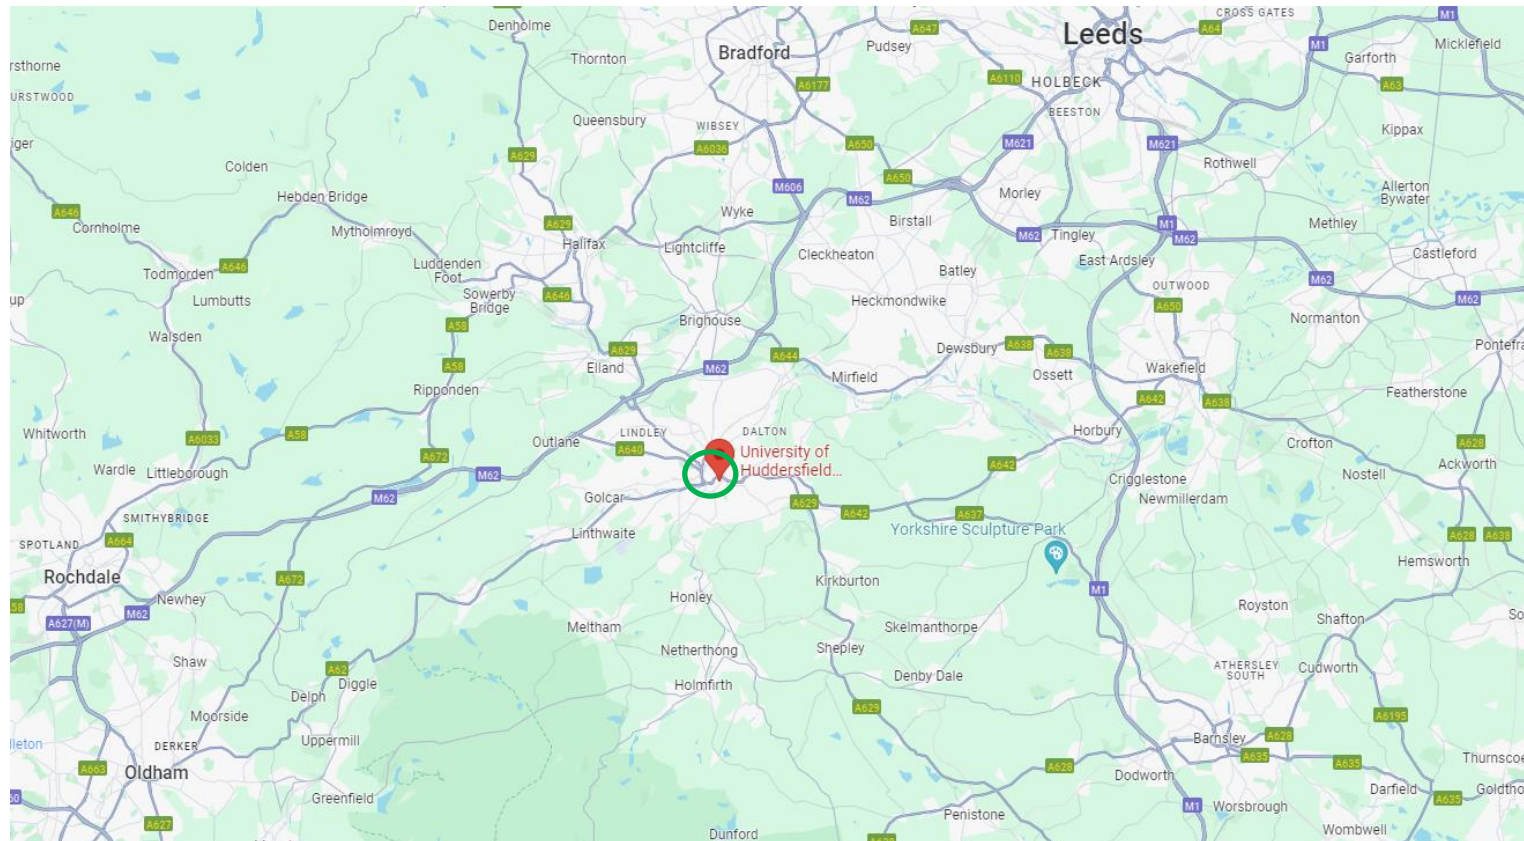 CROSS GATES
Denholme
A647
A64
M1
Leeds
Micklefield
Bradford
Pudsey
M1
Thornton
Garforth
rsthorne
A6110
HOLBECK
A6177
A63
URSTWOOD
BEESTON
Queensbury
WIBSEY
Kippax
iger
A650
M621
M621
A6036
A629
Rothwell
Colden
A650
M606
Allerton
Bywater
Hebden Bridge
Morley
M62
A646
Wyke
Birstall
A629
M1
Methley
Cornholme
Mytholmroyd
M62
Tingley
M62
Halifax
Lightcliffe
Cleckheaton
Castleford
Luddenden
Foot
East Ardsley
A646
Todmorden
Batley
M62
OUTWOOD
Sowerby
Bridge
A646
M62
up
Lumbutts
Heckmondwike
A650
Brighouse
Normanton
A58
Walsden
A638
Pontefra
A629
Dewsbury
A638
A644
Elland
M62
Wakefield
A58
Mirfield
Ossett
Ripponden
Featherstone
A642
A638
Whitworth
A58
LINDLEY
DALTON
Horbury
A6033
Outlane
A640
University of
Huddersfield...
Crofton
A628
A672
A642
Ackworth
Wardle
Littleborough
M62
Crigglestone
Nostell
M62
Golcar
A629
Newmillerdam
SMITHYBRIDGE
A642
A637
Linthwaite
Yorkshire Sculpture Park
A664
A628
A638
SPOTLAND
Hemsworth
Rochdale
A672
Kirkburton
M1
Newhey
Honley
58
M62
Royston
So
A627(M)
Meltham
Skelmanthorpe
Shafton
Netherthong
Shepley
Shaw
A62
ATHERSLEY
SOUTH
Cudworth
Diggle
Holmfirth
Denby Dale
Delph
A629
A6195
Moorside
dleton
Uppermill
Barnsley
A628
DERKER
A635
Thurnscoe
A663
Oldham
A628
A635
Dodworth
Darfield
Goldtho
60
Greenfield
M1
Worsbrough
A635
Penistone
A627
Dunford
Wombwell